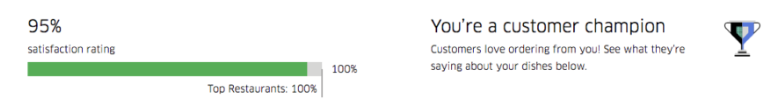 95%
satisfaction rating
100%
Top Restaurants: 100%
You're a customer champion
Customers love ordering from you! See what they're
saying about your dishes below.